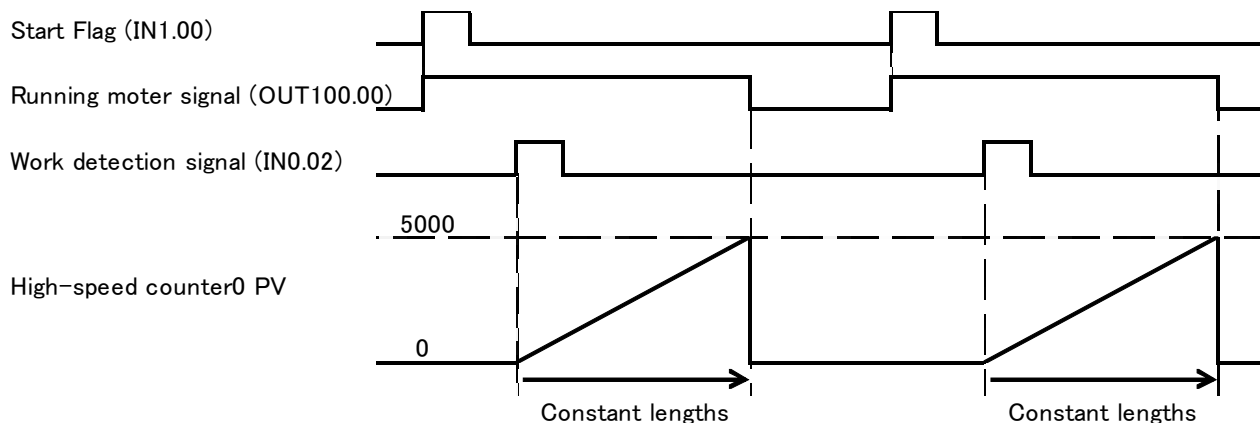 Start Flag (IN1.00)
Running moter signal (OUT100.00)
Work detection signal (IN0.02)
5000
High-speed counter0 PV
0
Constant lengths Constant lengths